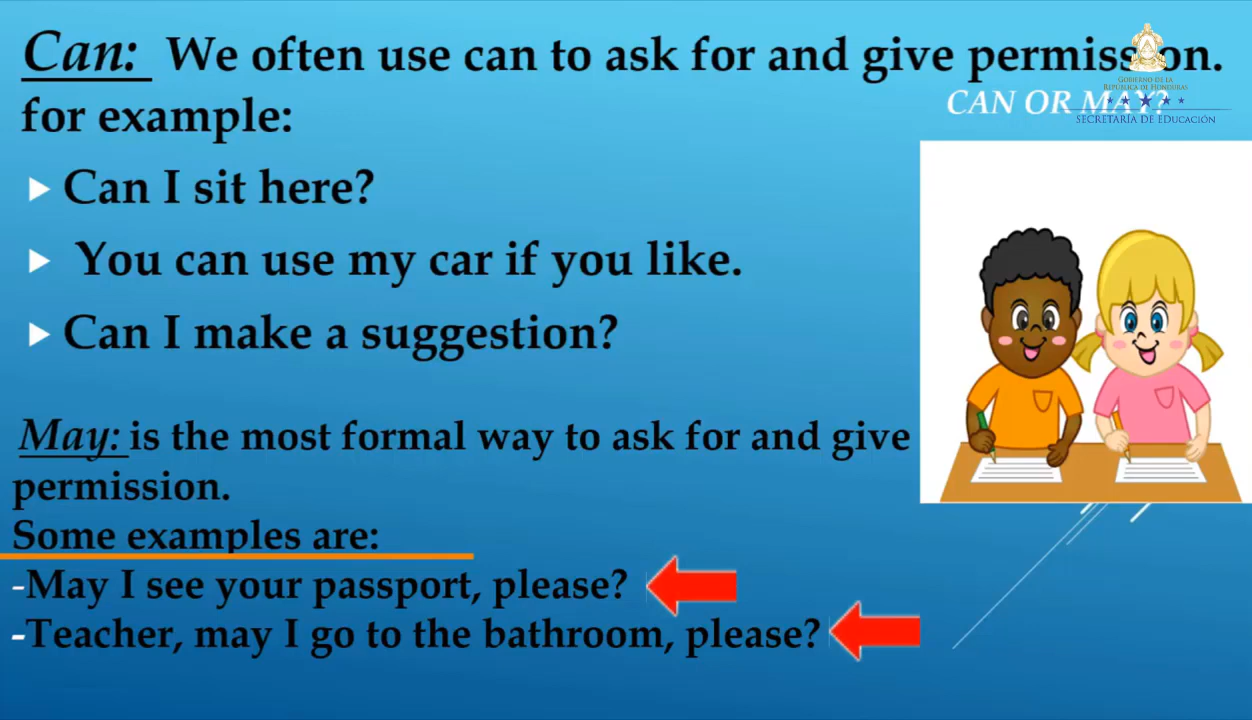 Can: We often use can to ask for and give permission.
for example:
GOBIERNO DE LA
REPÚBLICA DE HONDURAS
CAN OR MAY?
SECRETARÍA DE EDUCACIÓN
Can I sit here?
You can use my car if you like.
Can I make a suggestion?
May: is the most formal way to ask for and give
permission.
Some examples are:
-May I see your passport, please?
-Teacher, may I go to the bathroom, please?